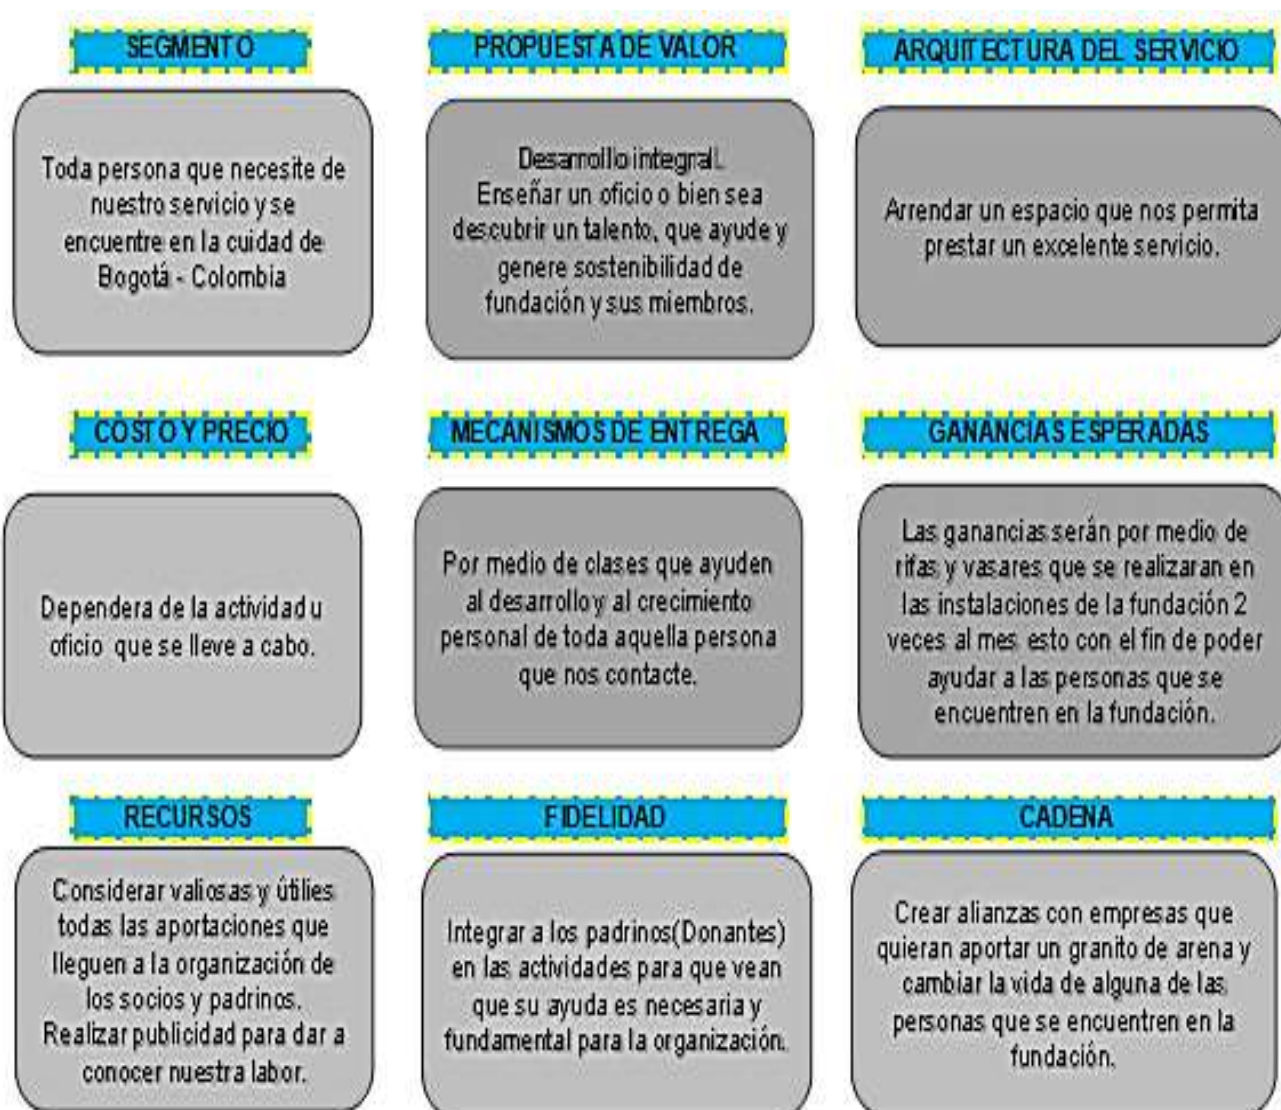 SEGMENTO
Toda persona que necesite de
nuestro servicio y se
encuentre en la cuidad de
Bogotá - Colombia
PROPUESTA DE VALOR
Desarrollo integral.
Enseñar un oficio o bien sea
descubrir un talento, que ayude y
genere sostenibilidad de
fundación y sus miembros.
ARQUITECTURA DEL SERVICIO
Arrendar un espacio que nos permita
prestar un excelente servicio.
COSTO Y PRECIO
Dependera de la actividad u
oficio que se lleve a cabo.
MECANISMOS DE ENTREGA
Por medio de clases que ayuden
al desarrollo y al crecimiento
personal de toda aquella persona
que nos contacte.
GANANCIAS ESPERADAS
Las ganancias serán por medio de
rifas y vasares que se realizaran en
las instalaciones de la fundación 2
veces al mes esto con el fin de poder
ayudar a las personas que se
encuentren en la fundación.
RECURSOS
Considerar valiosas y útilies
todas las aportaciones que
lleguen a la organización de
los socios y padrinos.
Realizar publicidad para dar a
conocer nuestra labor.
FIDELIDAD
Integrar a los padrinos(Donantes)
en las actividades para que vean
que su ayuda es necesaria y
fundamental para la organización.
CADENA
Crear alianzas con empresas que
quieran aportar un granito de arena y
cambiar la vida de alguna de las
personas que se encuentren en la
fundación.